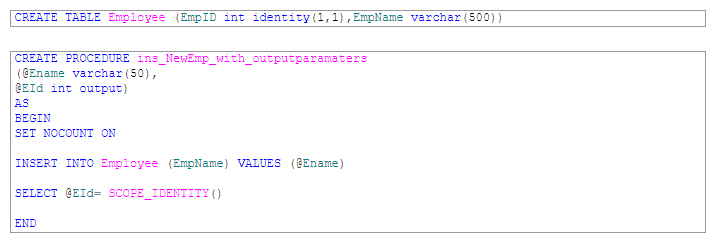 CREATE TABLE Employee (EmpID int identity(1,1),EmpName varchar(500))
CREATE PROCEDURE ins_NewEmp_with_outputparamaters
(@Ename varchar(50),
@EId int output)
AS
BEGIN
SET NOCOUNT ON
INSERT INTO Employee (EmpName) VALUES (@Ename)
SELECT @EId= SCOPE_IDENTITY()
END